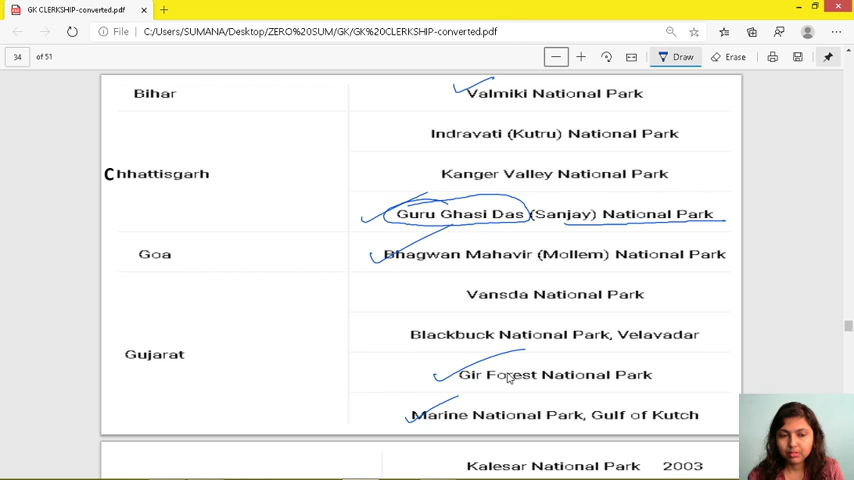 GK CLERKSHIP-converted.pdf
File C:/Users/SUMANA/Desktop/ZERO%20SUM/GK/GK%20CLERKSHIP-converted.pdf
34 of 51 Draw Erase
Bihar Valmiki National Park
Indravati (Kutru) National Park
Chhattisgarh Kanger Valley National Park
Guru Ghasi Das (Sanjay) National Park
Goa Bhagwan Mahavir (Mollem) National Park
Vansda National Park
Blackbuck National Park, Velavadar
Gujarat
Gir Forest National Park
Marine National Park, Gulf of Kutch
Kalesar National Park 2003